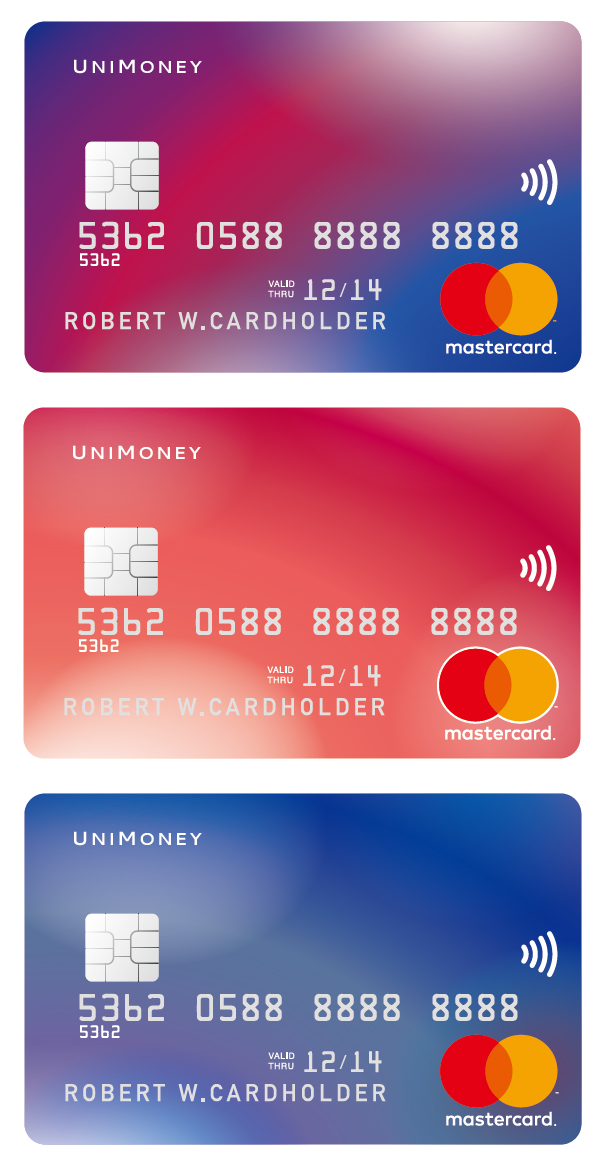 UNIMONEY
5362 0588 8888 8888
5362
VALID THRU 12/14
ROBERT W.CARDHOLDER
mastercard.
UNIMONEY
5362 0588 8888 8888
5362
VALID THRU 12/14
ROBERT W.CARDHOLDER
mastercard.
UNIMONEY
5362 0588 8888 8888
5362
VALID THRU 12/14
ROBERT W.CARDHOLDER
mastercard.